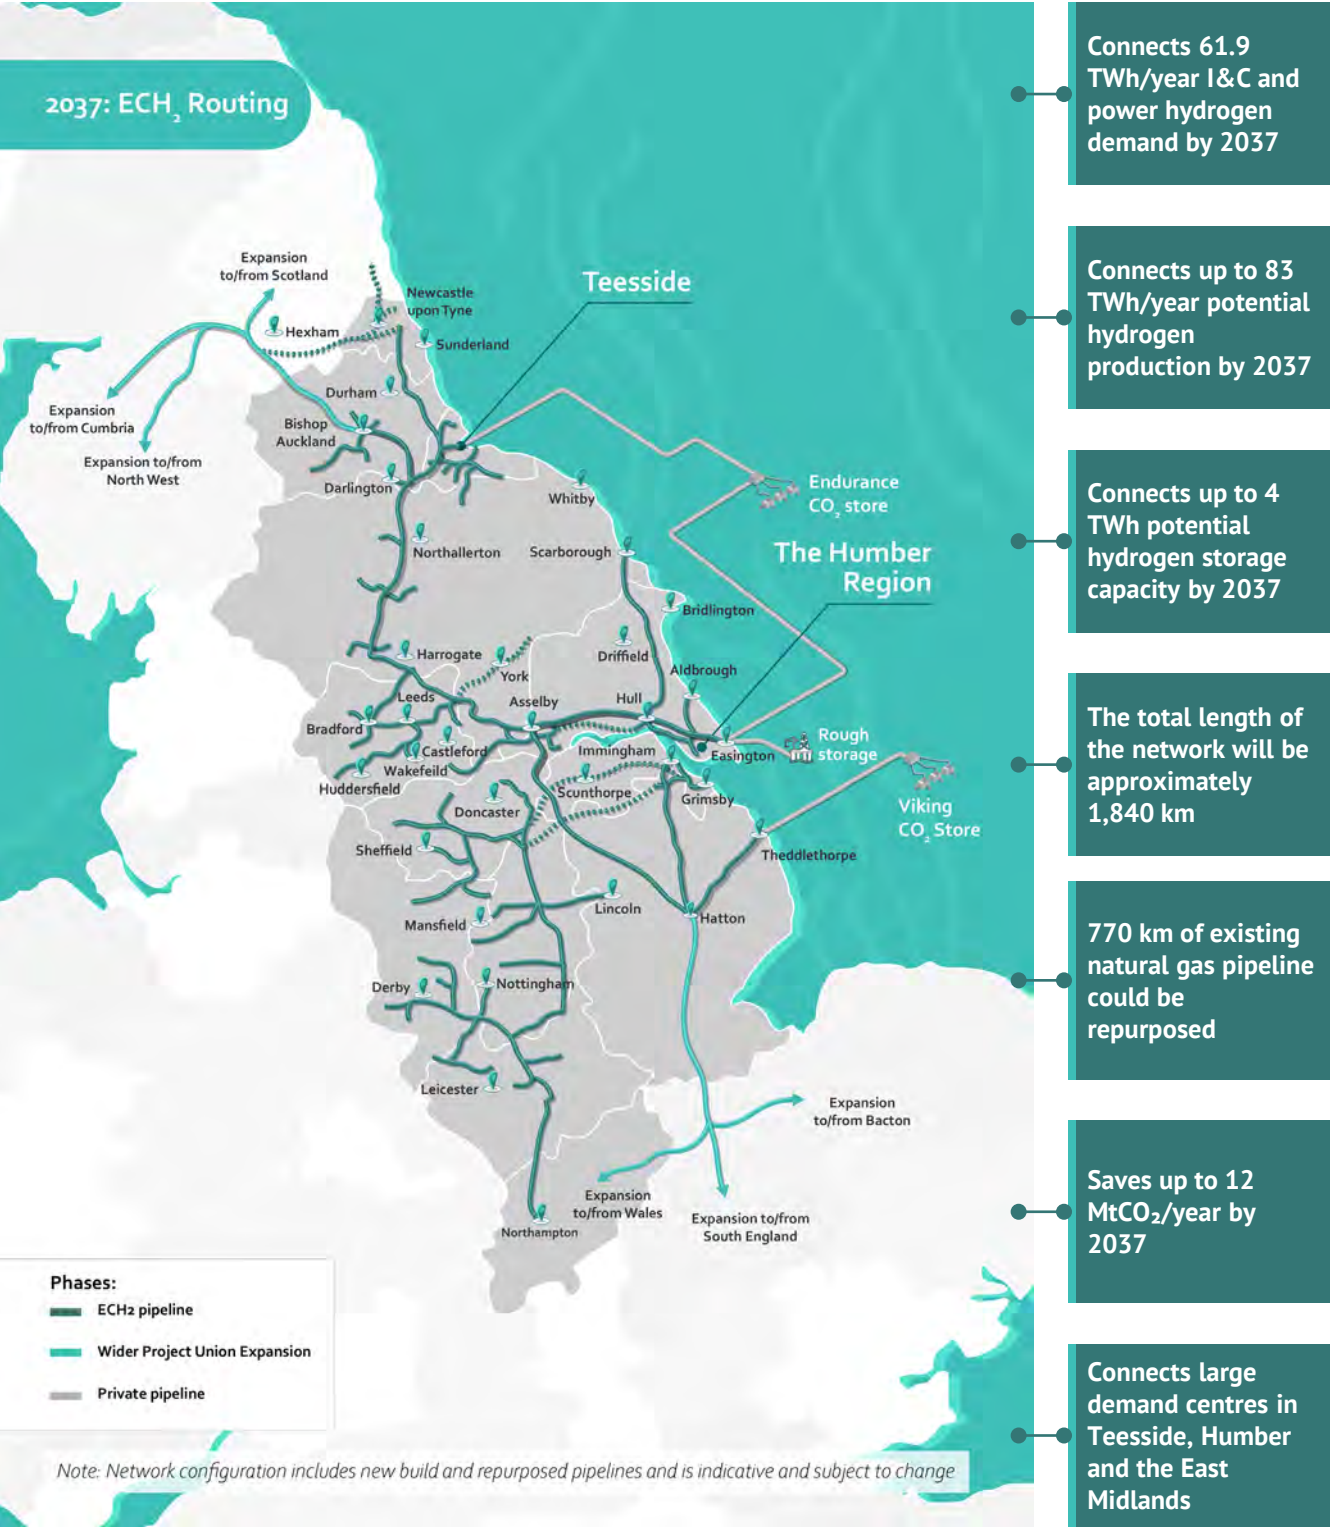 2037: ECH₂ Routing
Expansion
to/from Scotland
Newcastle
upon Tyne
Hexham
Sunderland
Teesside
Durham
Expansion
to/from Cumbria
Bishop
Auckland
Expansion to/from
North West
Darlington
Whitby
Endurance
CO₂ store
Northallerton
Scarborough
The Humber
Region
Bridlington
Harrogate
York
Driffield
Aldbrough
Leeds
Asselby
Hull
Bradford
Castleford
Wakefeild
Huddersfield
Immingham
Easington
Rough
storage
Scunthorpe
Grimsby
Doncaster
Viking
CO₂ Store
Sheffield
Theddlethorpe
Mansfield
Lincoln
Hatton
Derby
Nottingham
Leicester
Expansion
to/from Bacton
Expansion
to/from Wales
Expansion to/from
South England
Northampton
Phases:
ECH2 pipeline
Wider Project Union Expansion
Private pipeline
Note: Network configuration includes new build and repurposed pipelines and is indicative and subject to change
Connects 61.9
TWh/year I&C and
power hydrogen
demand by 2037
Connects up to 83
TWh/year potential
hydrogen
production by 2037
Connects up to 4
TWh potential
hydrogen storage
capacity by 2037
The total length of
the network will be
approximately
1,840 km
770 km of existing
natural gas pipeline
could be
repurposed
Saves up to 12
MtCO₂/year by
2037
Connects large
demand centres in
Teesside, Humber
and the East
Midlands